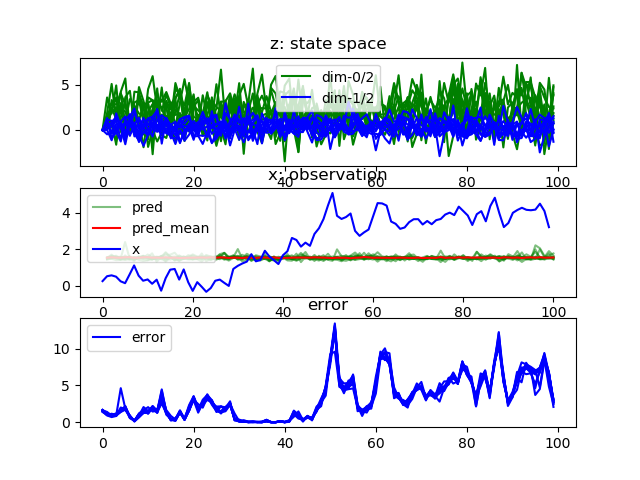 z: state space
5
0
dim-0/2
dim-1/2
0 20 40 60 80 100
x: observation
4
2
0
pred
pred_mean
x
0 20 40 60 80 100
error
10
5
0
error
0 20 40 60 80 100